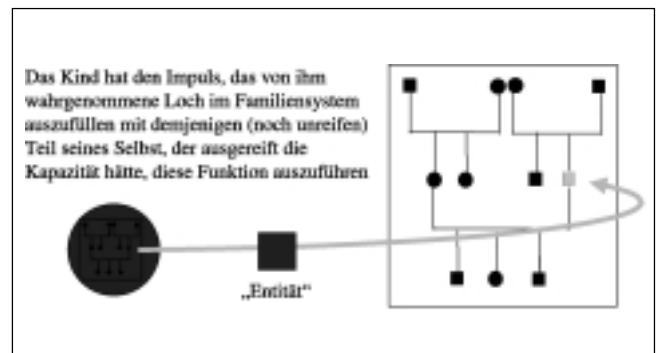 Das Kind hat den Impuls, das von ihm
wahrgenommene Loch im Familiensystem
auszufüllen mit demjenigen (noch unreifen)
Teil seines Selbst, der ausgereift die
Kapazität hätte, diese Funktion auszuführen
„Entität“